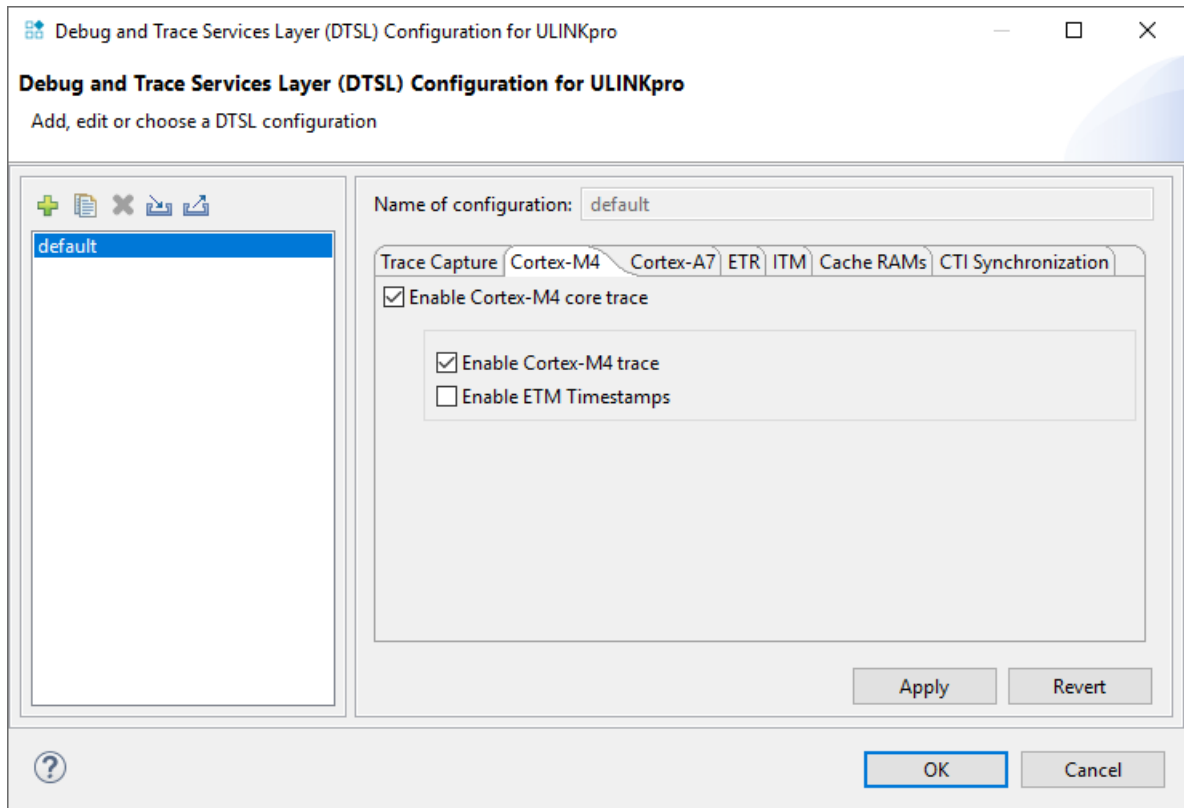 Debug and Trace Services Layer (DTSL) Configuration for ULINKpro
Debug and Trace Services Layer (DTSL) Configuration for ULINKpro
Add, edit or choose a DTSL configuration
default
Name of configuration: default
Trace Capture Cortex-M4 Cortex-A7 ETR ITM Cache RAMs CTI Synchronization
Enable Cortex-M4 core trace
Enable Cortex-M4 trace
Enable ETM Timestamps
Apply Revert
? OK Cancel